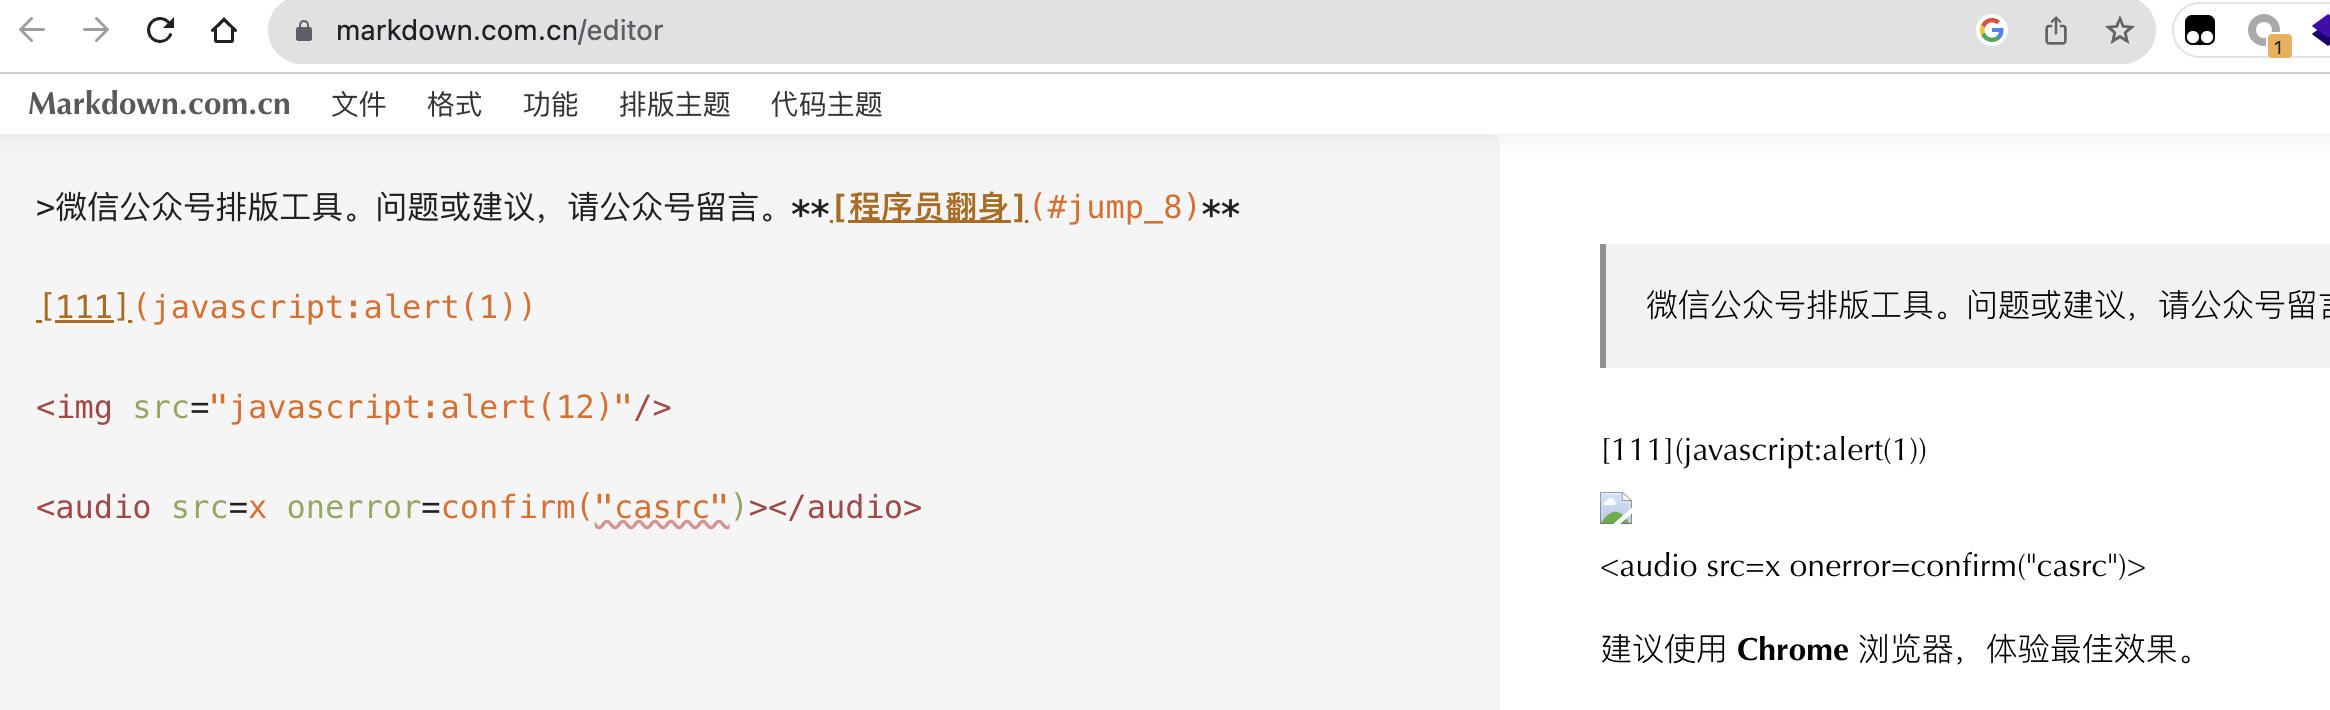 markdown.com.cn/editor
1
Markdown.com.cn 文件 格式 功能 排版主题 代码主题
>微信公众号排版工具。问题或建议，请公众号留言。**[程序员翻身](#jump_8)**
[111](javascript:alert(1))
<img src="javascript:alert(12)"/>
<audio src=x onerror=confirm("casrc")></audio>
微信公众号排版工具。问题或建议，请公众号留言
[111](javascript:alert(1))
<audio src=x onerror=confirm("casrc")>
建议使用 Chrome 浏览器，体验最佳效果。